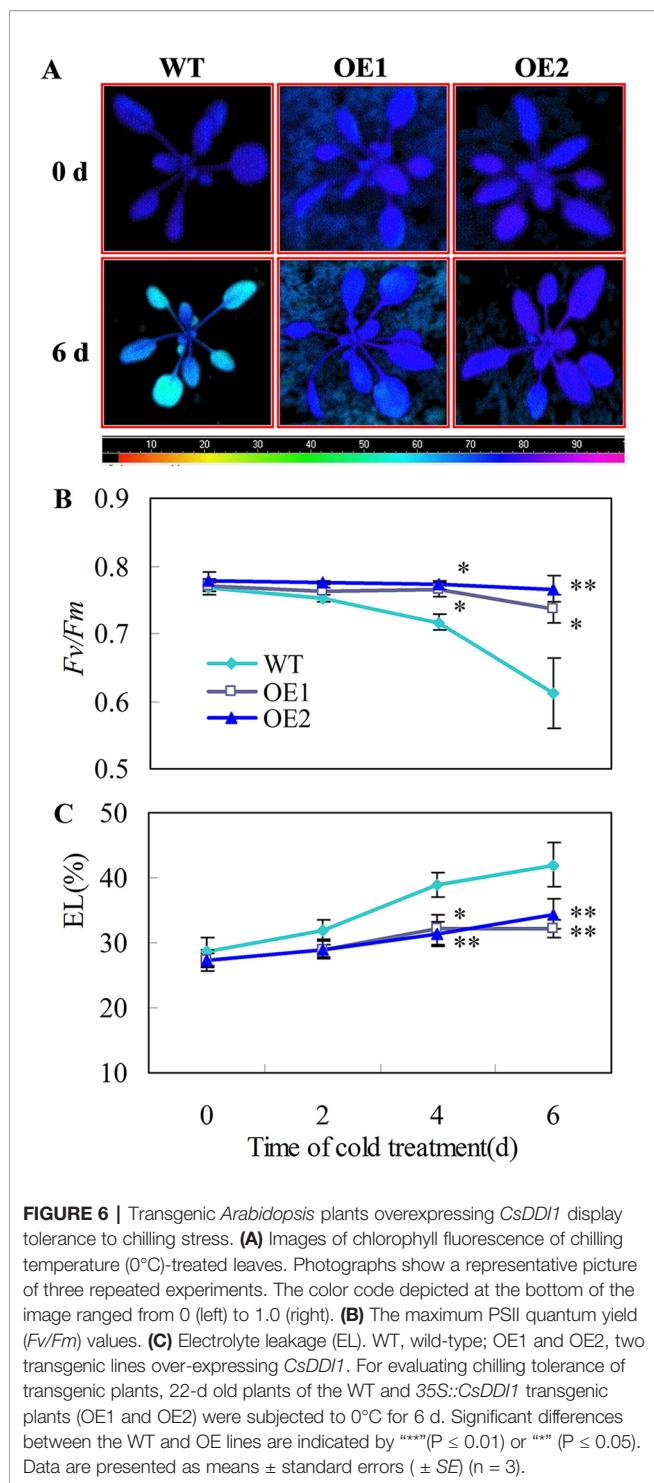 A WT OE1 OE2
0 d
6 d
10 20 30 40 50 60 70 80 90
B
0.9
0.8
0.7
0.6
0.5
Fv/Fm
*
**
*
*
WT
OE1
OE2
C
50
40
30
20
10
EL(%)
*
**
**
**
0 2 4 6
Time of cold treatment(d)
FIGURE 6 | Transgenic Arabidopsis plants overexpressing CsDDI1 display
tolerance to chilling stress. (A) Images of chlorophyll fluorescence of chilling
temperature (0°C)-treated leaves. Photographs show a representative picture
of three repeated experiments. The color code depicted at the bottom of the
image ranged from 0 (left) to 1.0 (right). (B) The maximum PSII quantum yield
(Fv/Fm) values. (C) Electrolyte leakage (EL). WT, wild-type; OE1 and OE2, two
transgenic lines over-expressing CsDDI1. For evaluating chilling tolerance of
transgenic plants, 22-d old plants of the WT and 35S::CsDDI1 transgenic
plants (OE1 and OE2) were subjected to 0°C for 6 d. Significant differences
between the WT and OE lines are indicated by “**”(P ≤ 0.01) or “*” (P ≤ 0.05).
Data are presented as means ± standard errors ( ± SE) (n = 3).